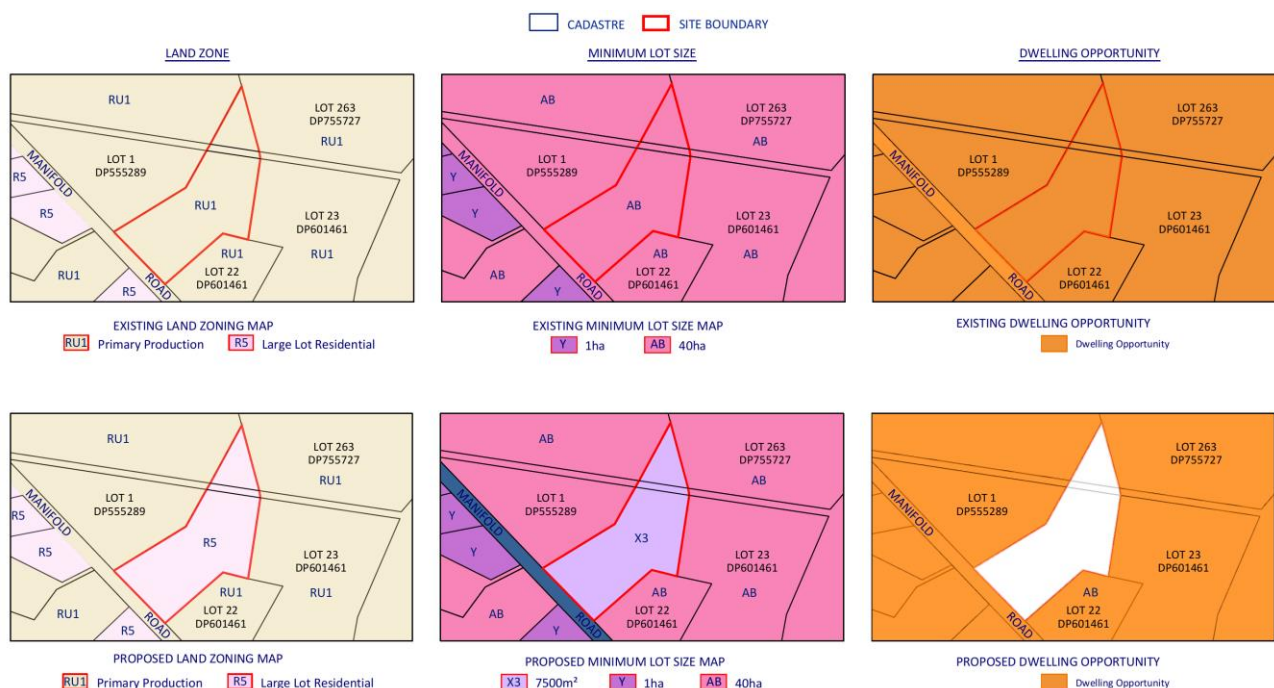 CADASTRE SITE BOUNDARY
LAND ZONE
MINIMUM LOT SIZE
DWELLING OPPORTUNITY
RU1
LOT 263
DP755727
RU1
LOT 1
DP555289
MANIFOLD
R5
R5
RU1
LOT 23
DP601461
RU1
RU1
LOT 22
DP601461
RU1
R5
ROAD
EXISTING LAND ZONING MAP
RU1 Primary Production R5 Large Lot Residential
AB
LOT 263
DP755727
AB
LOT 1
DP555289
MANIFOLD
Y
Y
AB
LOT 23
DP601461
AB
AB
LOT 22
DP601461
AB
Y
ROAD
EXISTING MINIMUM LOT SIZE MAP
Y 1ha AB 40ha
LOT 263
DP755727
LOT 1
DP555289
MANIFOLD
LOT 23
DP601461
LOT 22
DP601461
ROAD
EXISTING DWELLING OPPORTUNITY
Dwelling Opportunity
RU1
LOT 263
DP755727
RU1
LOT 1
DP555289
MANIFOLD
R5
R5
R5
LOT 23
DP601461
RU1
RU1
LOT 22
DP601461
RU1
R5
ROAD
PROPOSED LAND ZONING MAP
RU1 Primary Production R5 Large Lot Residential
AB
LOT 263
DP755727
AB
LOT 1
DP555289
MANIFOLD
Y
Y
X3
LOT 23
DP601461
AB
AB
LOT 22
DP601461
AB
Y
ROAD
PROPOSED MINIMUM LOT SIZE MAP
X3 7500m² Y 1ha AB 40ha
LOT 263
DP755727
LOT 1
DP555289
MANIFOLD
LOT 23
DP601461
AB
LOT 22
DP601461
ROAD
PROPOSED DWELLING OPPORTUNITY
Dwelling Opportunity